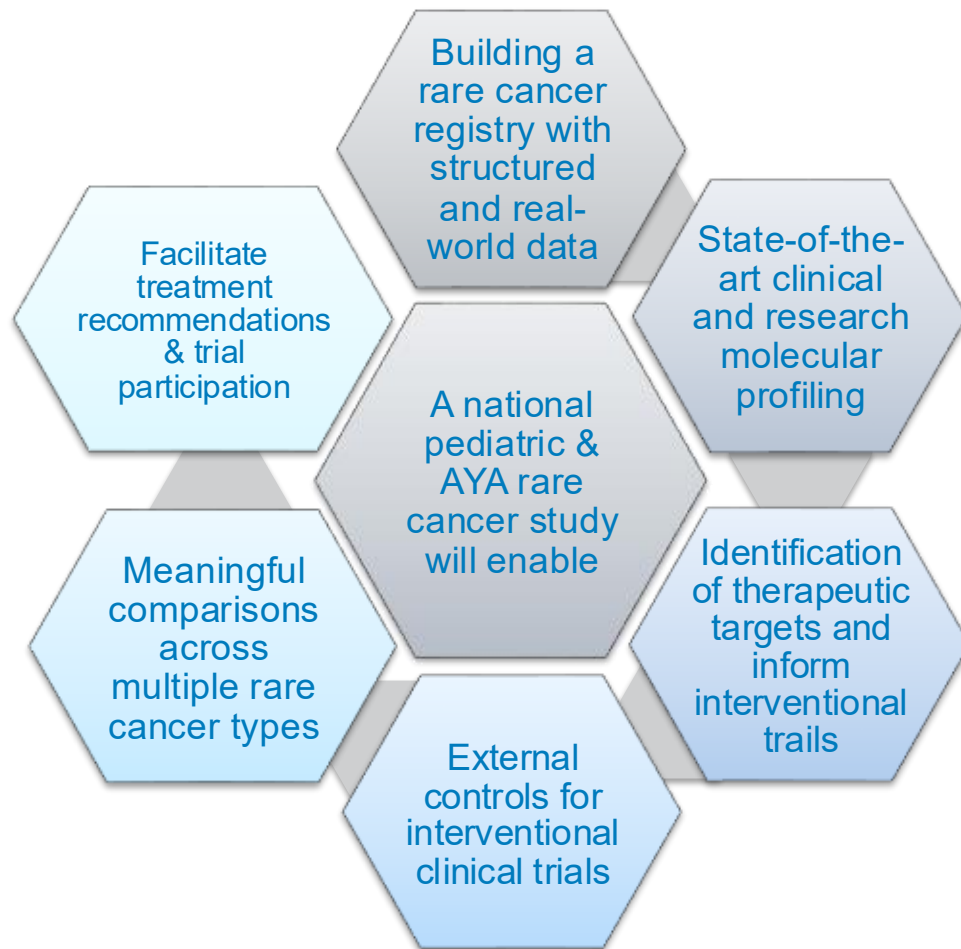 Building a
rare cancer
registry with
structured
and real-
world data
State-of-the-
art clinical
and research
molecular
profiling
Identification
of therapeutic
targets and
inform
interventional
trails
External
controls for
interventional
clinical trials
Meaningful
comparisons
across
multiple rare
cancer types
Facilitate
treatment
recommendations
& trial
participation
A national
pediatric &
AYA rare
cancer study
will enable